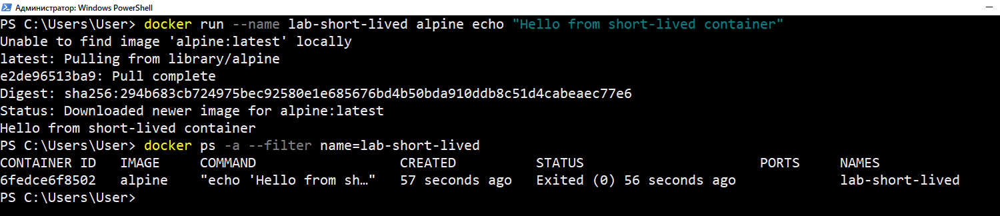 Администратор: Windows PowerShell
PS C:\Users\User> docker run --name lab-short-lived alpine echo "Hello from short-lived container"
Unable to find image 'alpine:latest' locally
latest: Pulling from library/alpine
e2de96513ba9: Pull complete
Digest: sha256:294b683cb724975bec92580e1e685676bd4b50bda910ddb8c51d4cabeaec77e6
Status: Downloaded newer image for alpine:latest
Hello from short-lived container
PS C:\Users\User> docker ps -a --filter name=lab-short-lived
CONTAINER ID   IMAGE     COMMAND                  CREATED          STATUS                      PORTS     NAMES
6fedce6f8502   alpine    "echo 'Hello from sh…"   57 seconds ago   Exited (0) 56 seconds ago             lab-short-lived
PS C:\Users\User>